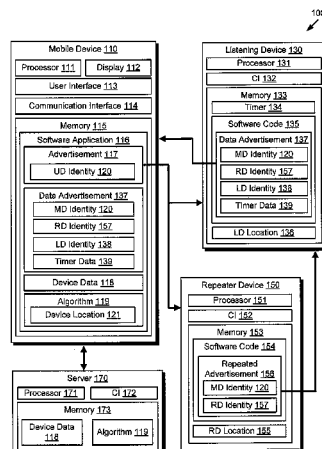 100
Mobile Device 110
Processor 111
Display 112
User Interface 113
Communication Interface 114
Memory 115
Software Application 116
Advertisement 117
UD Identity 120
Data Advertisement 137
MD Identity 120
RD Identity 157
LD Identity 138
Timer Data 139
Device Data 118
Algorithm 119
Device Location 121
Server 170
Processor 171
CI 172
Memory 173
Device Data 118
Algorithm 119
Listening Device 130
Processor 131
CI 132
Memory 133
Timer 134
Software Code 135
Data Advertisement 137
MD Identity 120
RD Identity 157
LD Identity 138
Timer Data 139
LD Location 136
Repeater Device 150
Processor 151
CI 152
Memory 153
Software Code 154
Repeated
Advertisement 156
MD Identity 120
RD Identity 157
RD Location 155